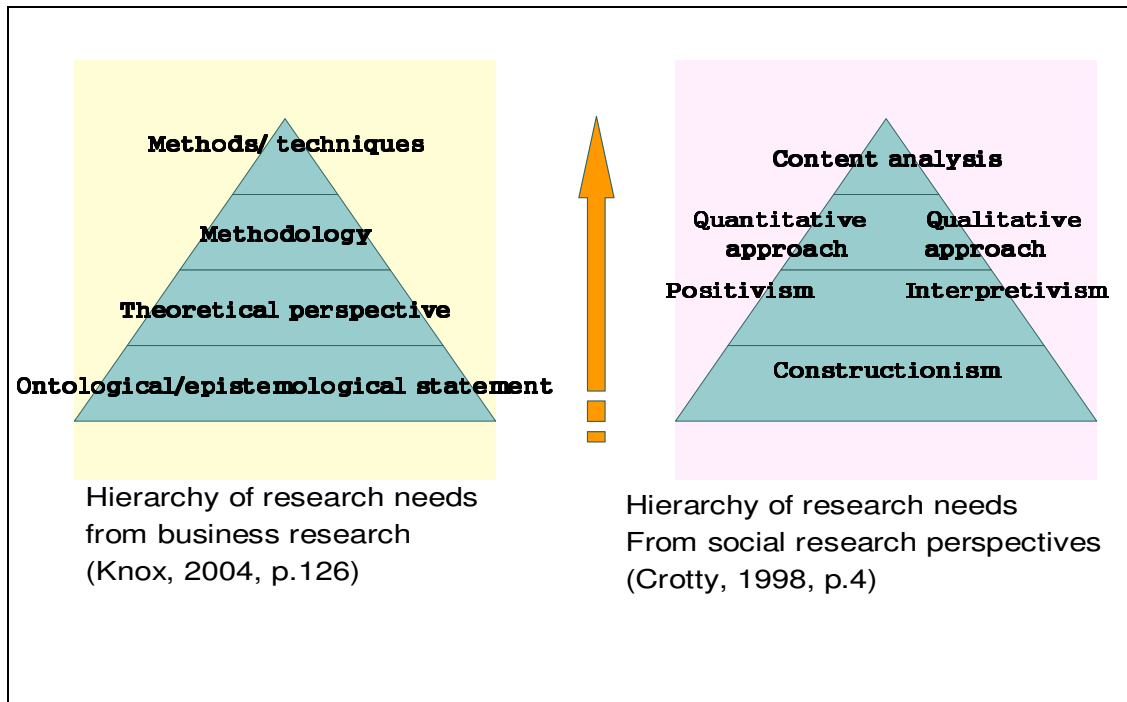 Methods/ techniques
Methodology
Theoretical perspective
Ontological/epistemological statement
Hierarchy of research needs
from business research
(Knox, 2004, p.126)
Content analysis
Quantitative approach
Qualitative approach
Positivism
Interpretivism
Constructionism
Hierarchy of research needs
From social research perspectives
(Crotty, 1998, p.4)